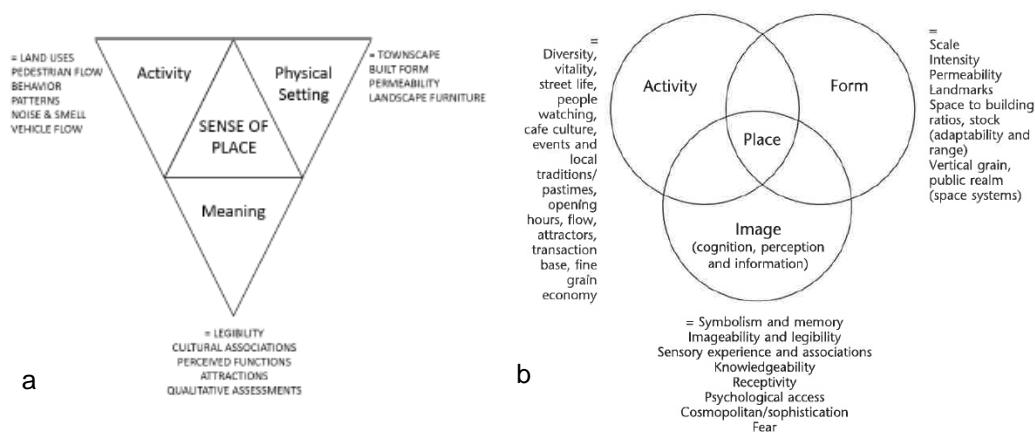 = LAND USES
PEDESTRIAN FLOW
BEHAVIOR
PATTERNS
NOISE & SMELL
VEHICLE FLOW
Activity
Physical
Setting
= TOWNSCAPE
BUILT FORM
PERMEABILITY
LANDSCAPE FURNITURE
SENSE OF
PLACE
Meaning
= LEGIBILITY
CULTURAL ASSOCIATIONS
PERCEIVED FUNCTIONS
ATTRACTIONS
QUALITATIVE ASSESSMENTS
a
=
Diversity,
vitality,
street life,
people
watching,
cafe culture,
events and
local
traditions/
pastimes,
opening
hours, flow,
attractors,
transaction
base, fine
grain
economy
Activity
Form
Place
Image
(cognition, perception
and information)
=
Scale
Intensity
Permeability
Landmarks
Space to building
ratios, stock
(adaptability and
range)
Vertical grain,
public realm
(space systems)
= Symbolism and memory
Imageability and legibility
Sensory experience and associations
Knowledgeability
Receptivity
Psychological access
Cosmopolitan/sophistication
Fear
b